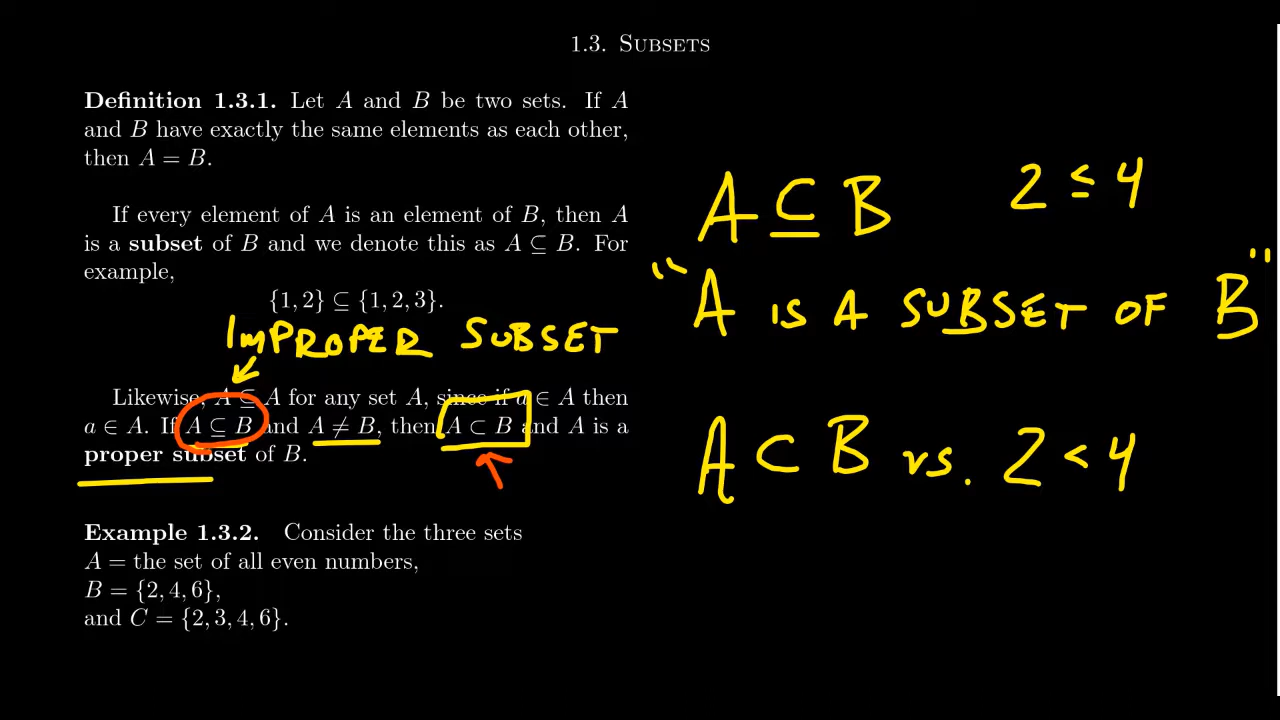 1.3. Subsets
Definition 1.3.1. Let A and B be two sets. If A
and B have exactly the same elements as each other,
then A = B.
If every element of A is an element of B, then A
is a subset of B and we denote this as A ⊆ B. For
example,
{1, 2} ⊆ {1, 2, 3}.
IMPROPER SUBSET
Likewise, A ⊆ A for any set A, since if a ∈ A then
a ∈ A. If A ⊆ B and A ≠ B, then A ⊂ B and A is a
proper subset of B.
Example 1.3.2. Consider the three sets
A = the set of all even numbers,
B = {2, 4, 6},
and C = {2, 3, 4, 6}.
A ⊆ B 2 ≤ 4
"A IS A SUBSET OF B"
A ⊂ B vs. 2 < 4